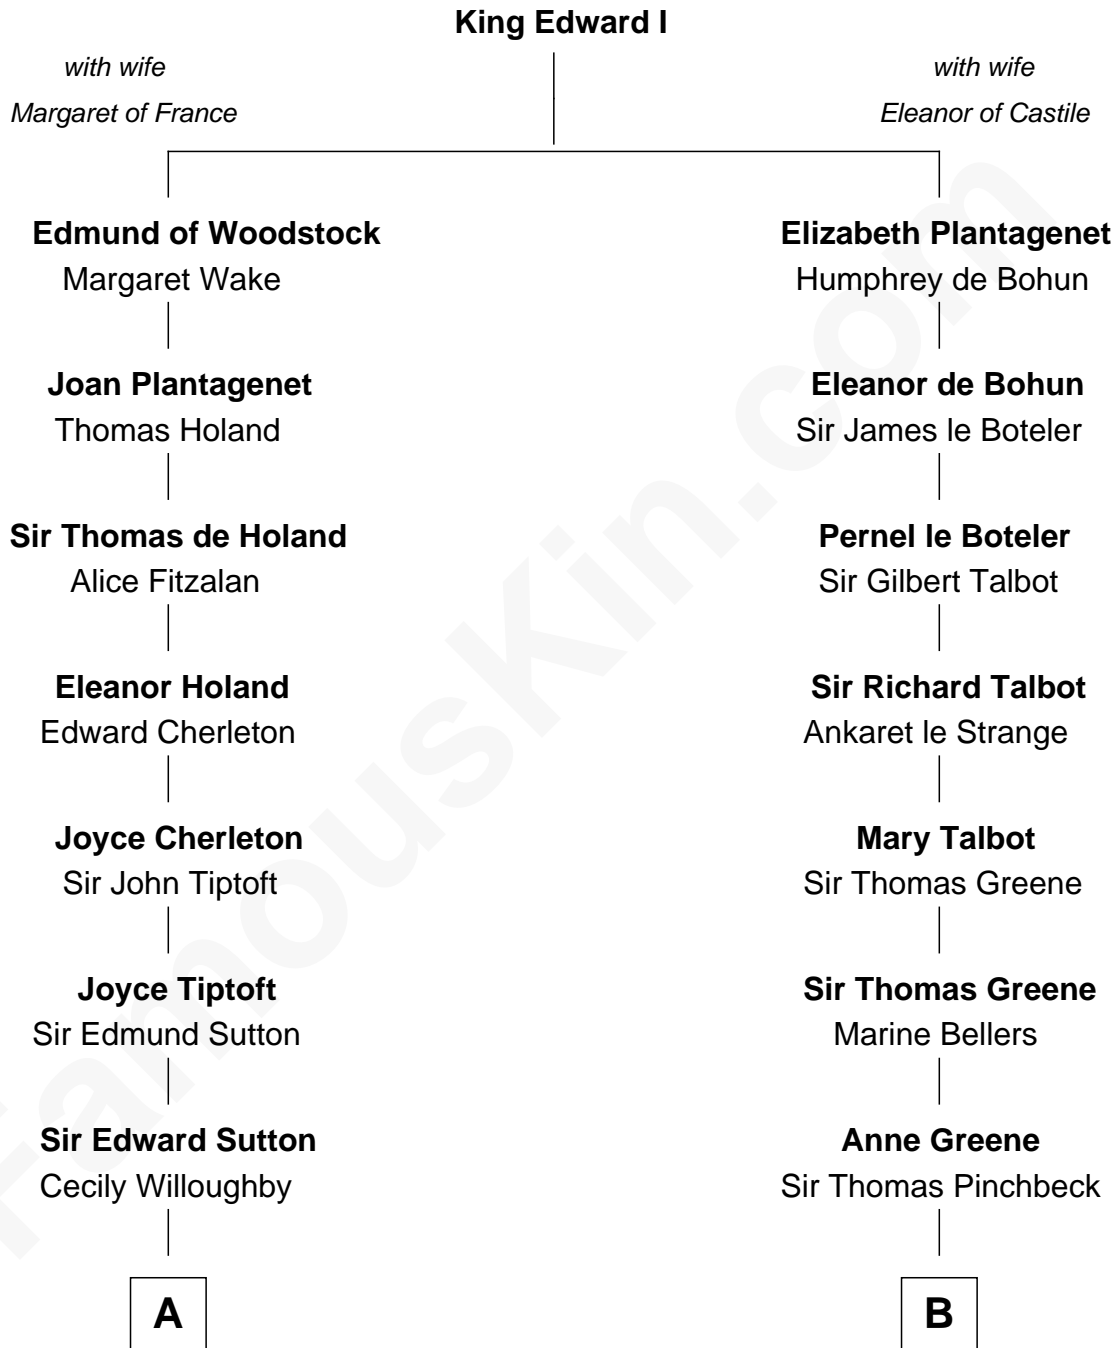 King Edward I
with wife
Margaret of France
with wife
Eleanor of Castile
Edmund of Woodstock
Margaret Wake
Elizabeth Plantagenet
Humphrey de Bohun
Joan Plantagenet
Thomas Holand
Eleanor de Bohun
Sir James le Boteler
Sir Thomas de Holand
Alice Fitzalan
Pernel le Boteler
Sir Gilbert Talbot
Eleanor Holand
Edward Cherleton
Sir Richard Talbot
Ankaret le Strange
Joyce Cherleton
Sir John Tiptoft
Mary Talbot
Sir Thomas Greene
Joyce Tiptoft
Sir Edmund Sutton
Sir Thomas Greene
Marine Bellers
Sir Edward Sutton
Cecily Willoughby
Anne Greene
Sir Thomas Pinchbeck
A
B
FamousKin.com